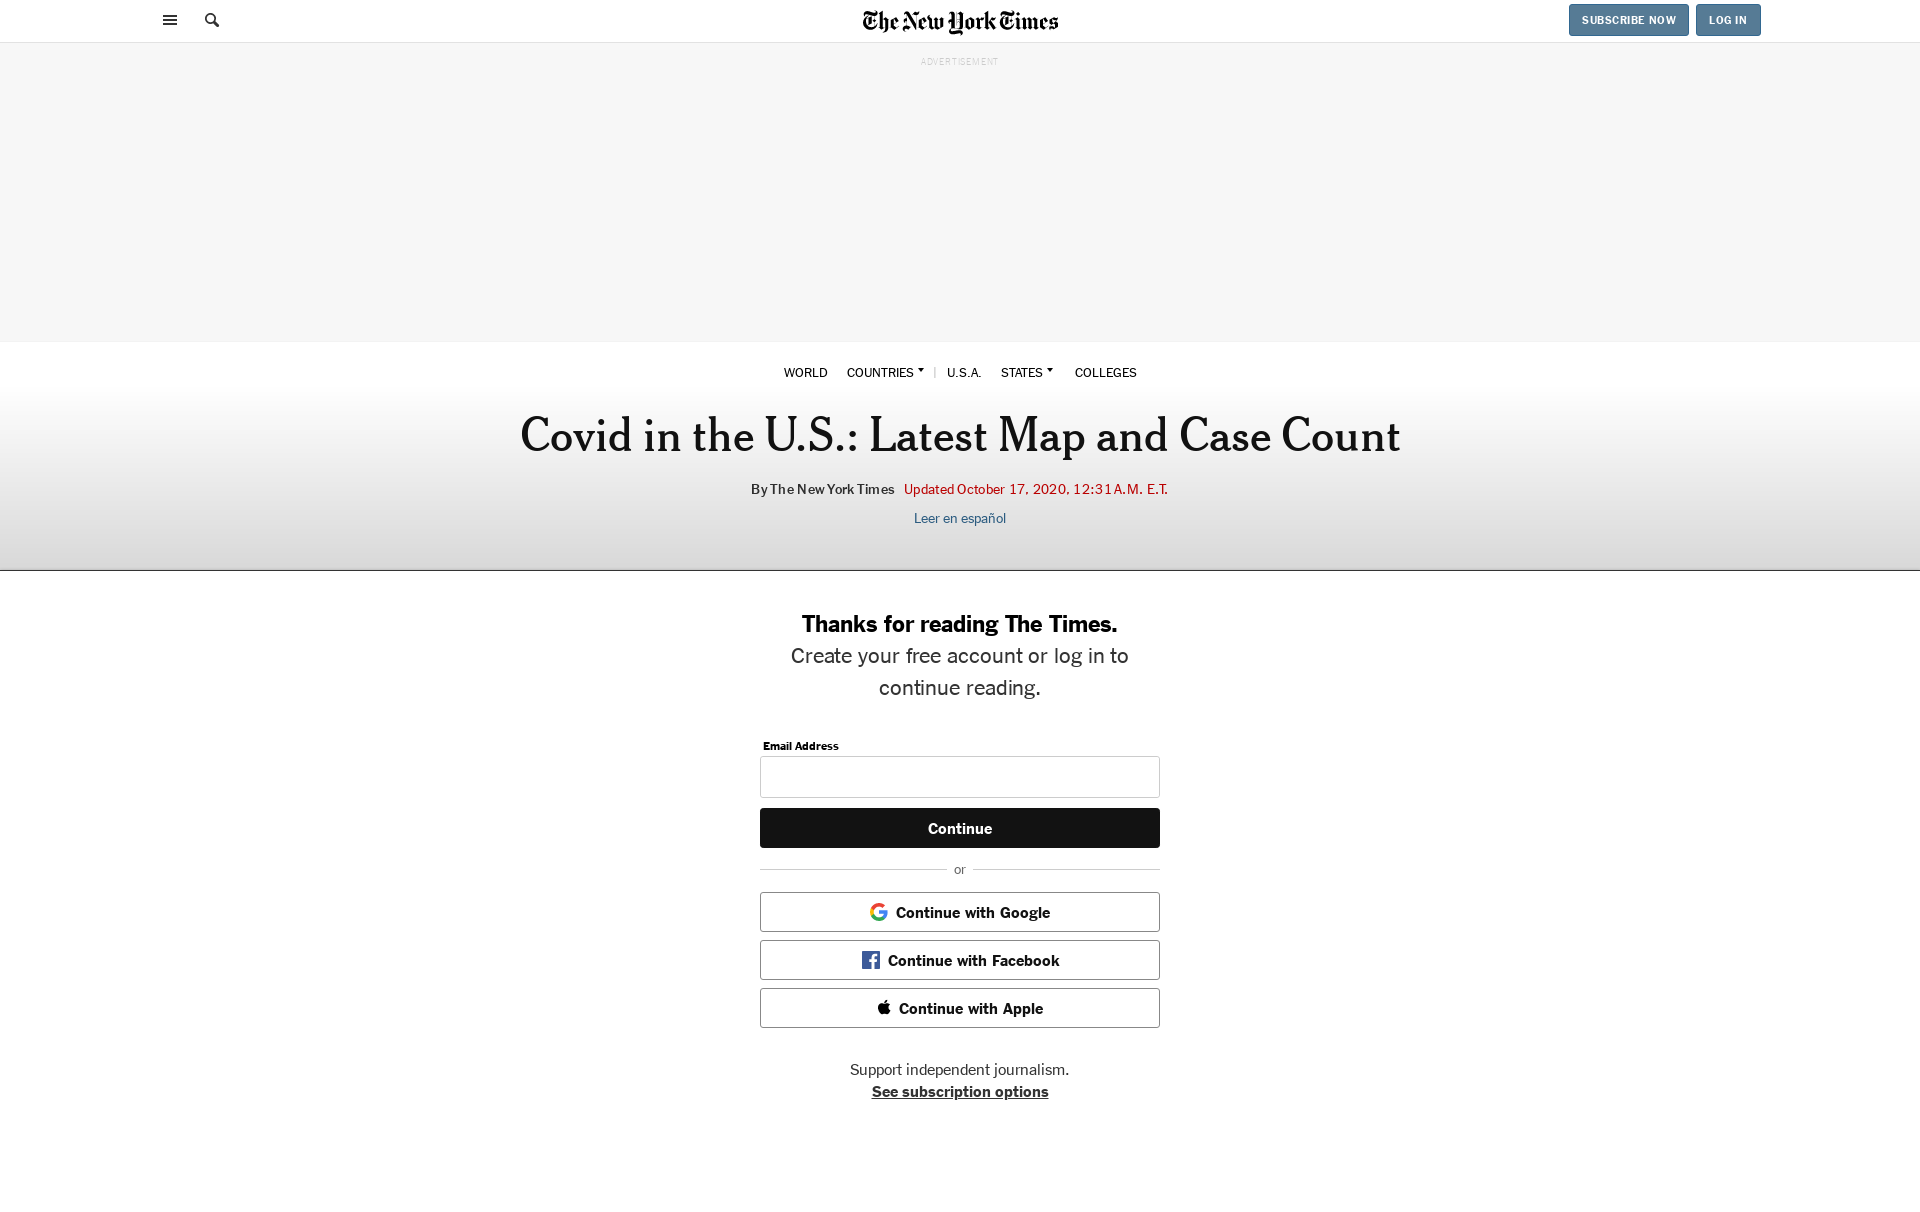 The New York Times
SUBSCRIBE NOW
LOG IN
ADVERTISEMENT
WORLD COUNTRIES | U.S.A. STATES COLLEGES
Covid in the U.S.: Latest Map and Case Count
By The New York Times Updated October 17, 2020, 12:31 A.M. E.T.
Leer en español
Thanks for reading The Times.
Create your free account or log in to
continue reading.
Email Address
Continue
or
Continue with Google
Continue with Facebook
Continue with Apple
Support independent journalism.
See subscription options